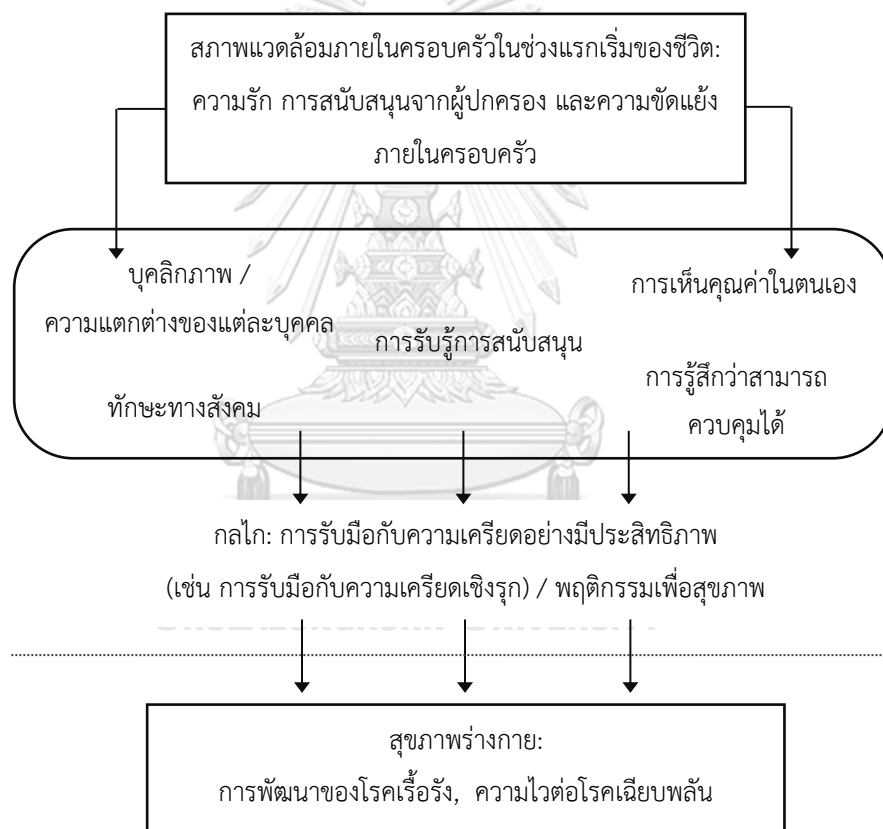 สภาพแวดล้อมภายในครอบครัวในช่วงแรกเริ่มของชีวิต:
ความรัก การสนับสนุนจากผู้ปกครอง และความขัดแย้ง
ภายในครอบครัว
บุคลิกภาพ /
ความแตกต่างของแต่ละบุคคล
ทักษะทางสังคม
การรับรู้การสนับสนุน
การเห็นคุณค่าในตนเอง
การรู้สึกว่าสามารถ
ควบคุมได้
กลไก: การรับมือกับความเครียดอย่างมีประสิทธิภาพ
(เช่น การรับมือกับความเครียดเชิงรุก) / พฤติกรรมเพื่อสุขภาพ
สุขภาพร่างกาย:
การพัฒนาของโรคเรื้อรัง, ความไวต่อโรคเฉียบพลัน